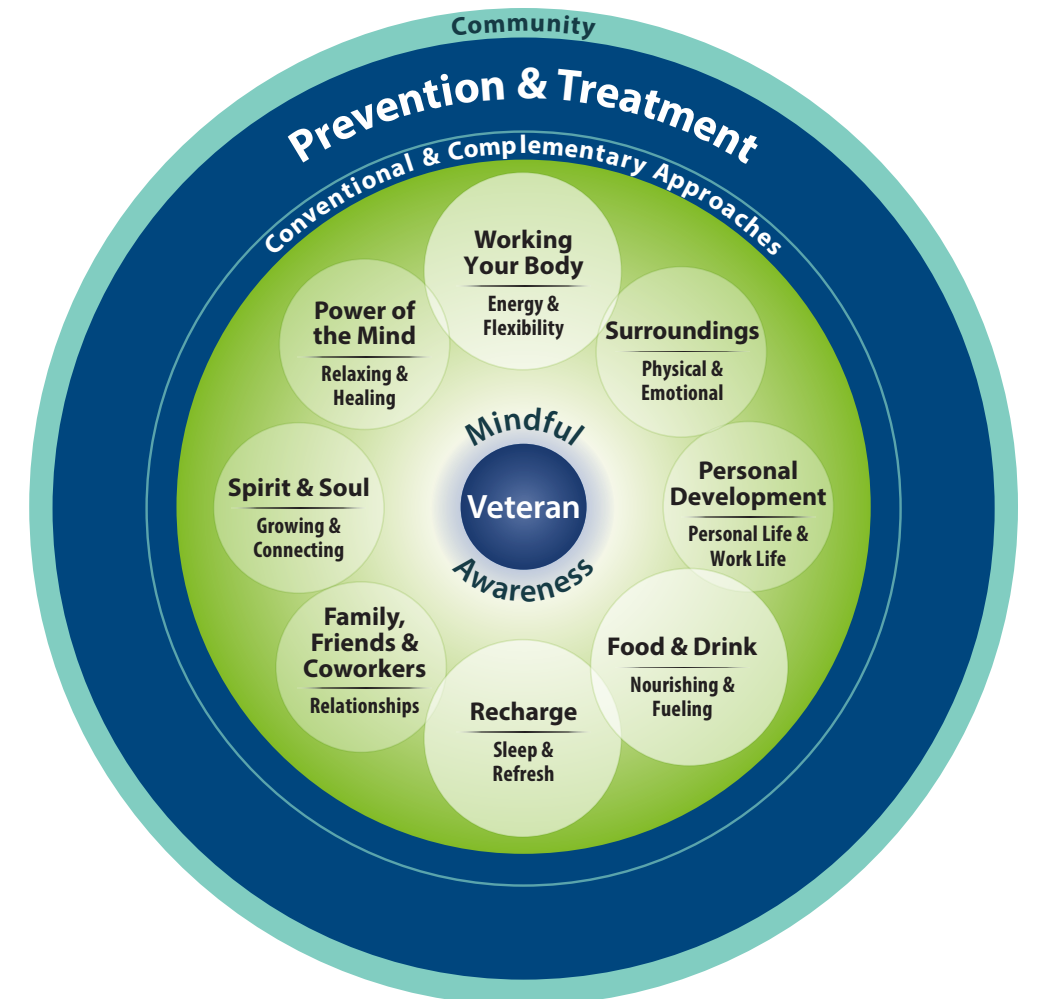 Community
Prevention & Treatment
Conventional & Complementary Approaches
Working
Your Body
Energy &
Flexibility
Surroundings
Physical &
Emotional
Personal
Development
Personal Life &
Work Life
Food & Drink
Nourishing &
Fueling
Recharge
Sleep &
Refresh
Family,
Friends &
Coworkers
Relationships
Spirit & Soul
Growing &
Connecting
Power of
the Mind
Relaxing &
Healing
Mindful
Veteran
Awareness